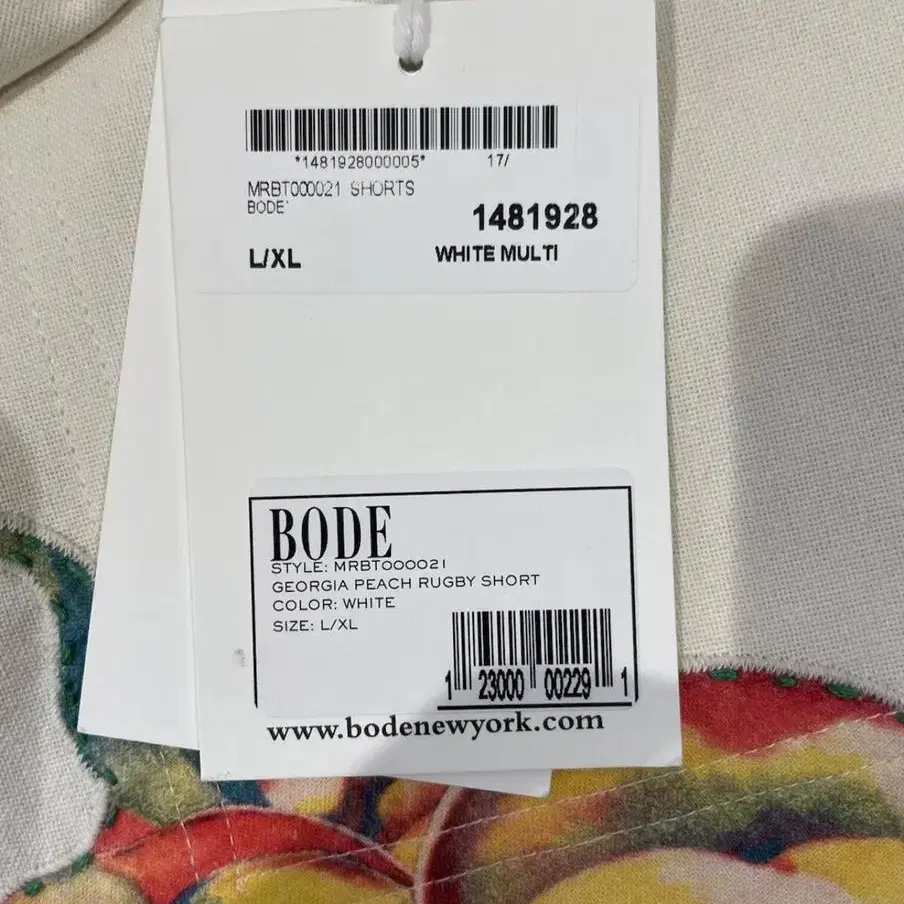 *1481928000005* 17/
MRBT000021 SHORTS
BODE
1481928
L/XL WHITE MULTI
BODE
STYLE: MRBT000021
GEORGIA PEACH RUGBY SHORT
COLOR: WHITE
SIZE: L/XL
1 23000 00229 1
www.bodenewyork.com